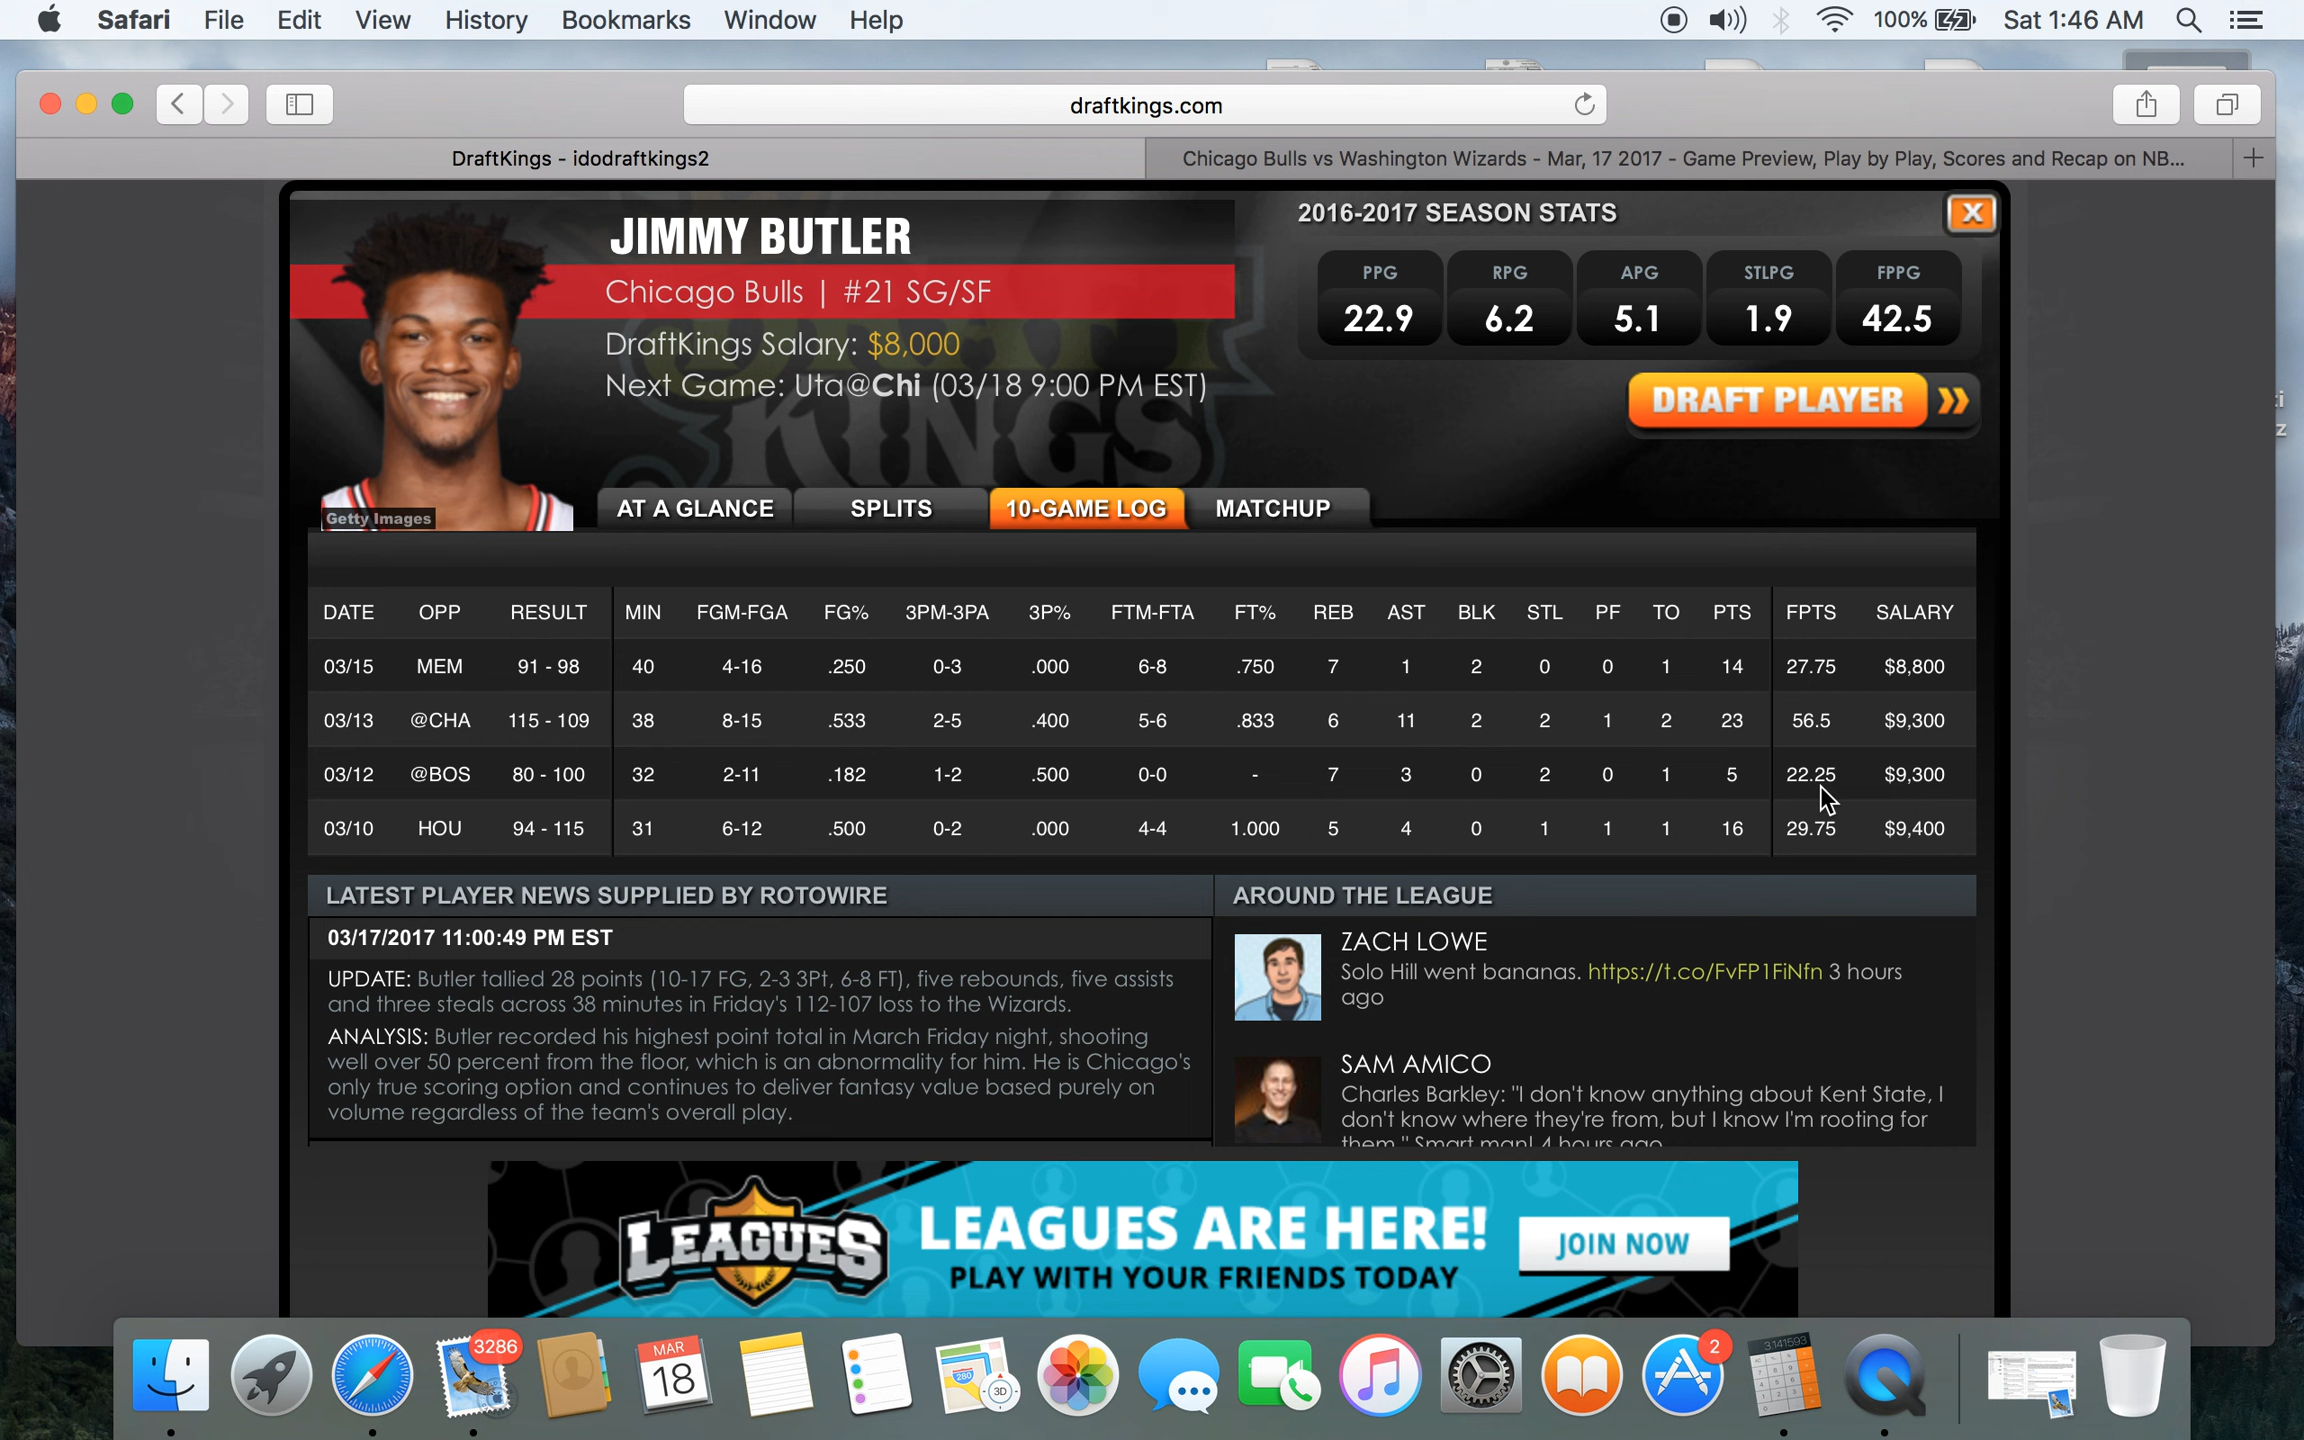 Safari File Edit View History Bookmarks Window Help 100% Sat 1:46 AM
draftkings.com
DraftKings - idodraftkings2
Chicago Bulls vs Washington Wizards - Mar, 17 2017 - Game Preview, Play by Play, Scores and Recap on NB...
JIMMY BUTLER
Chicago Bulls | #21 SG/SF
DraftKings Salary: $8,000
Next Game: Uta@Chi (03/18 9:00 PM EST)
Getty Images
KINGS
2016-2017 SEASON STATS
X
PPG RPG APG STLPG FPPG
22.9 6.2 5.1 1.9 42.5
DRAFT PLAYER
AT A GLANCE SPLITS 10-GAME LOG MATCHUP
DATE OPP RESULT MIN FGM-FGA FG% 3PM-3PA 3P% FTM-FTA FT% REB AST BLK STL PF TO PTS FPTS SALARY
03/15 MEM 91 - 98 40 4-16 .250 0-3 .000 6-8 .750 7 1 2 0 0 1 14 27.75 $8,800
03/13 @CHA 115 - 109 38 8-15 .533 2-5 .400 5-6 .833 6 11 2 2 1 2 23 56.5 $9,300
03/12 @BOS 80 - 100 32 2-11 .182 1-2 .500 0-0 - 7 3 0 2 0 1 5 22.25 $9,300
03/10 HOU 94 - 115 31 6-12 .500 0-2 .000 4-4 1.000 5 4 0 1 1 1 16 29.75 $9,400
LATEST PLAYER NEWS SUPPLIED BY ROTOWIRE
03/17/2017 11:00:49 PM EST
UPDATE: Butler tallied 28 points (10-17 FG, 2-3 3Pt, 6-8 FT), five rebounds, five assists
and three steals across 38 minutes in Friday's 112-107 loss to the Wizards.
ANALYSIS: Butler recorded his highest point total in March Friday night, shooting
well over 50 percent from the floor, which is an abnormality for him. He is Chicago's
only true scoring option and continues to deliver fantasy value based purely on
volume regardless of the team's overall play.
AROUND THE LEAGUE
ZACH LOWE
Solo Hill went bananas. https://t.co/FvFP1FiNfn 3 hours
ago
SAM AMICO
Charles Barkley: "I don't know anything about Kent State, I
don't know where they're from, but I know I'm rooting for
them." Smart man! 4 hours ago
LEAGUES
LEAGUES ARE HERE!
PLAY WITH YOUR FRIENDS TODAY
JOIN NOW
3286
MAR
18
280
3D
2
3.141593